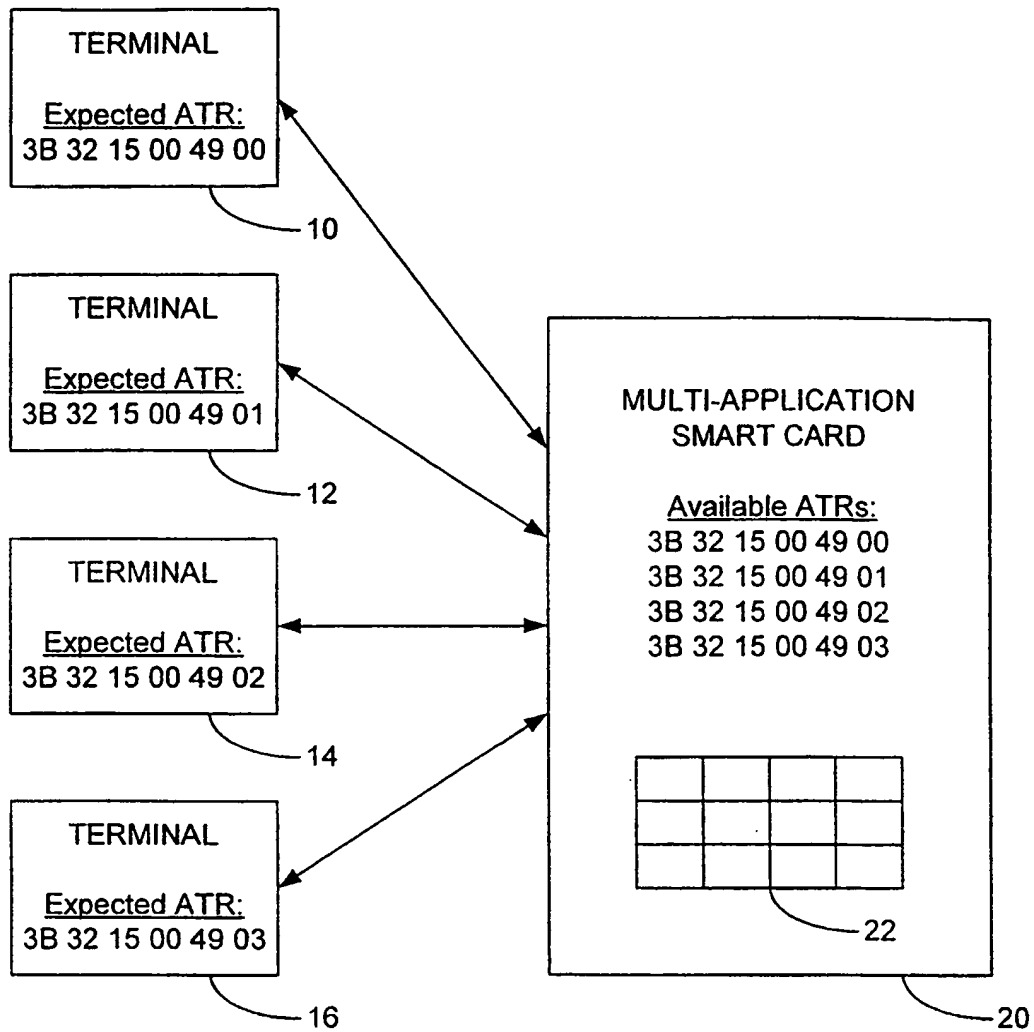 TERMINAL
Expected ATR:
3B 32 15 00 49 00
10
TERMINAL
Expected ATR:
3B 32 15 00 49 01
12
TERMINAL
Expected ATR:
3B 32 15 00 49 02
14
TERMINAL
Expected ATR:
3B 32 15 00 49 03
16
MULTI-APPLICATION
SMART CARD
Available ATRs:
3B 32 15 00 49 00
3B 32 15 00 49 01
3B 32 15 00 49 02
3B 32 15 00 49 03
22
20